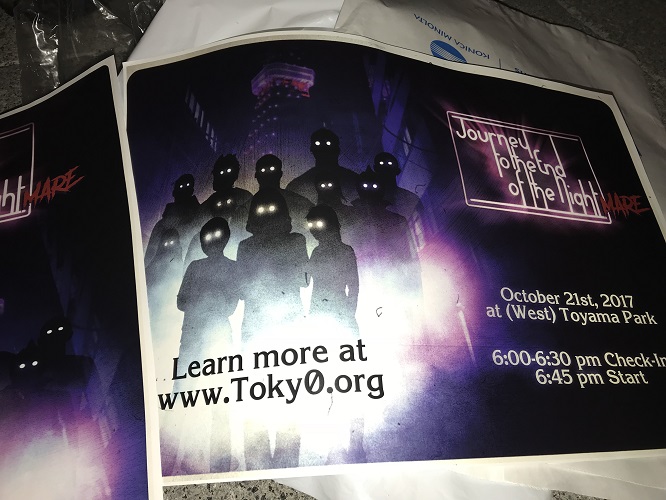 KONICA MINOLTA
Journey
to the End
of the Night
MARE
ht
MARE
October 21st, 2017
at (West) Toyama Park
6:00-6:30 pm Check-In
6:45 pm Start
Learn more at
www.Toky0.org